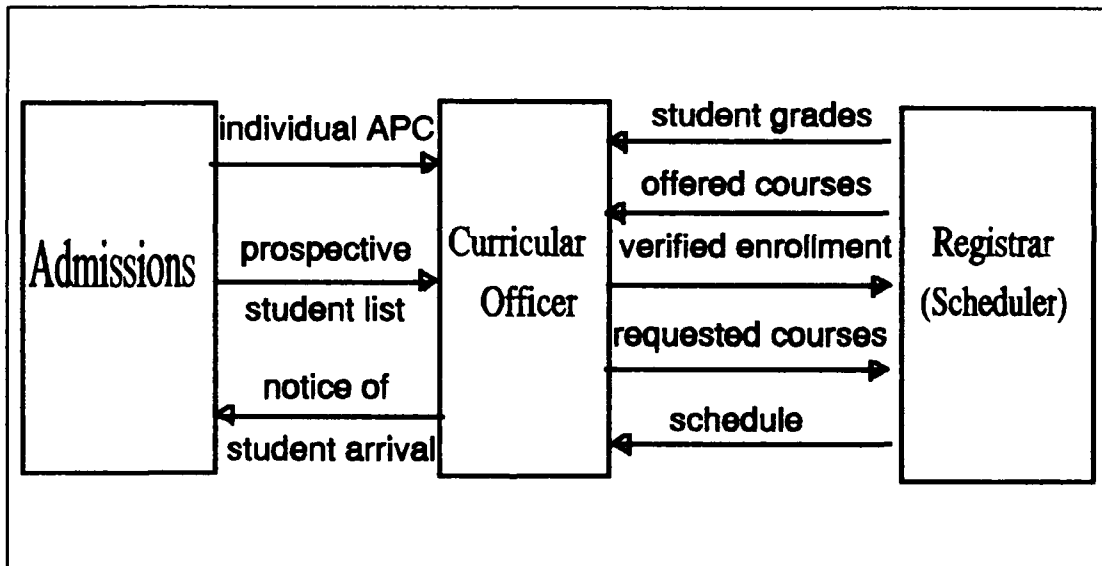 Admissions
individual APC
prospective
student list
notice of
student arrival
Curricular
Officer
student grades
offered courses
verified enrollment
requested courses
schedule
Registrar
(Scheduler)